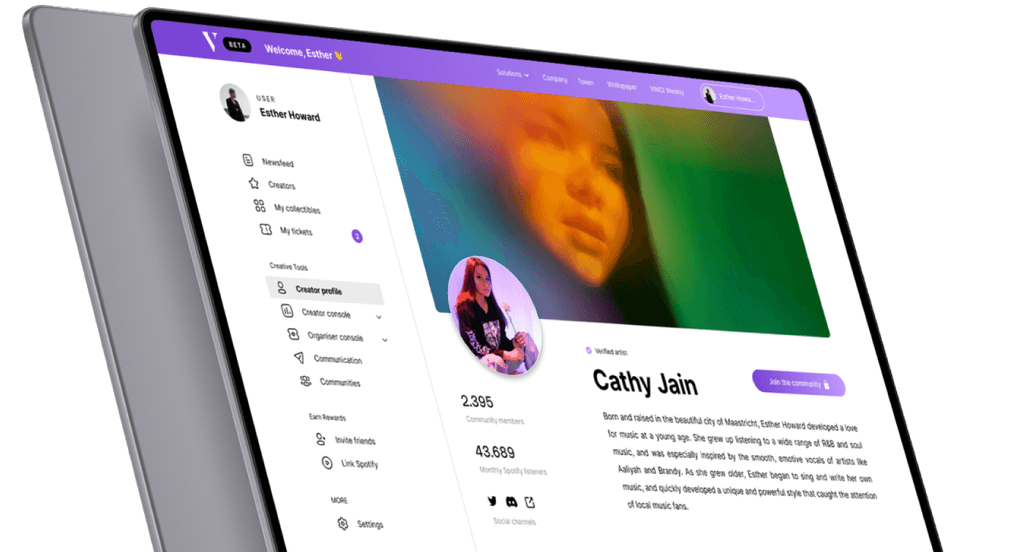 V BETA Welcome, Esther 👋
Solutions Company Token Whitepaper VINCI Weekly Esther Howa...
USER
Esther Howard
Newsfeed
Creators
My collectibles
My tickets 2
Creative Tools
Creator profile
Creator console
Organiser console
Communication
Communities
Earn Rewards
Invite friends
Link Spotify
MORE
Settings
Verified artist
Cathy Jain
Join the community
2.395
Community members
43.689
Monthly Spotify listeners
Social channels
Born and raised in the beautiful city of Maastricht, Esther Howard developed a love
for music at a young age. She grew up listening to a wide range of R&B and soul
music, and was especially inspired by the smooth, emotive vocals of artists like
Aaliyah and Brandy. As she grew older, Esther began to sing and write her own
music, and quickly developed a unique and powerful style that caught the attention
of local music fans.